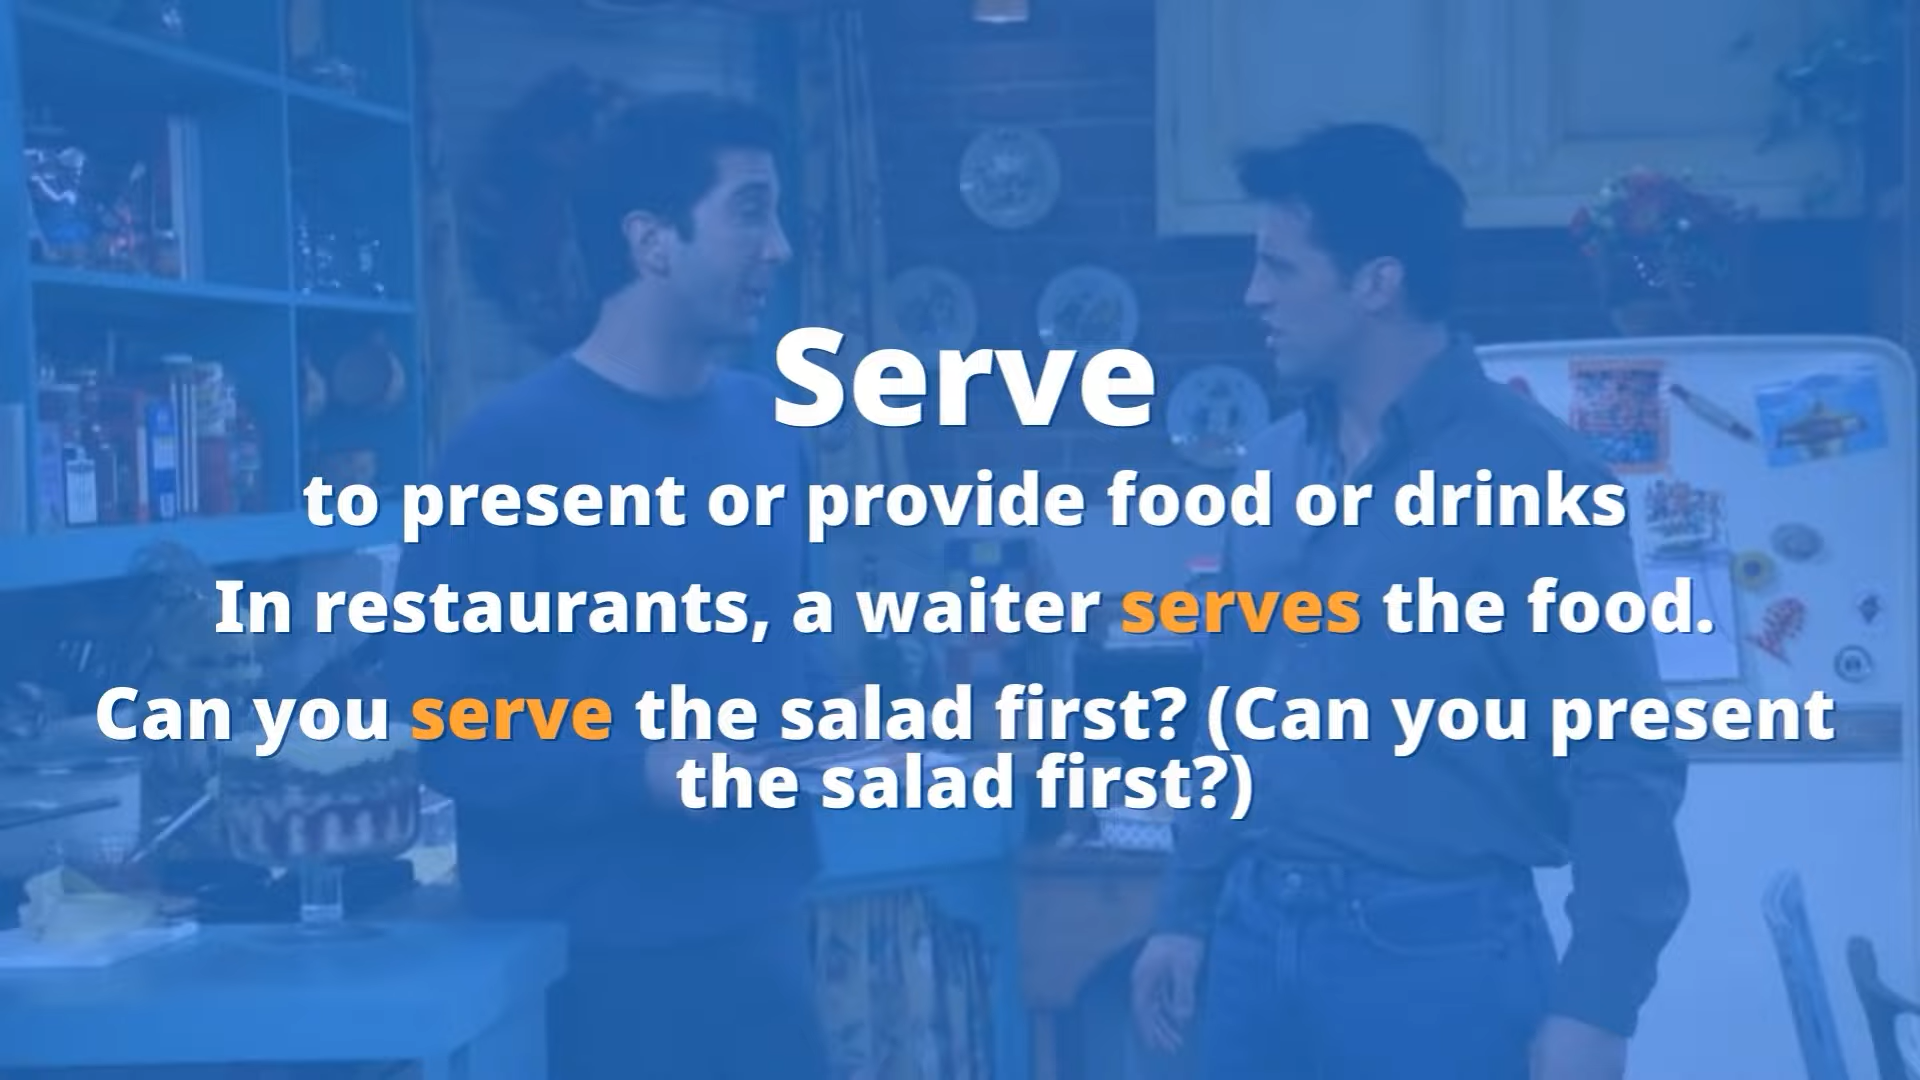 Serve
to present or provide food or drinks
In restaurants, a waiter serves the food.
Can you serve the salad first? (Can you present
the salad first?)